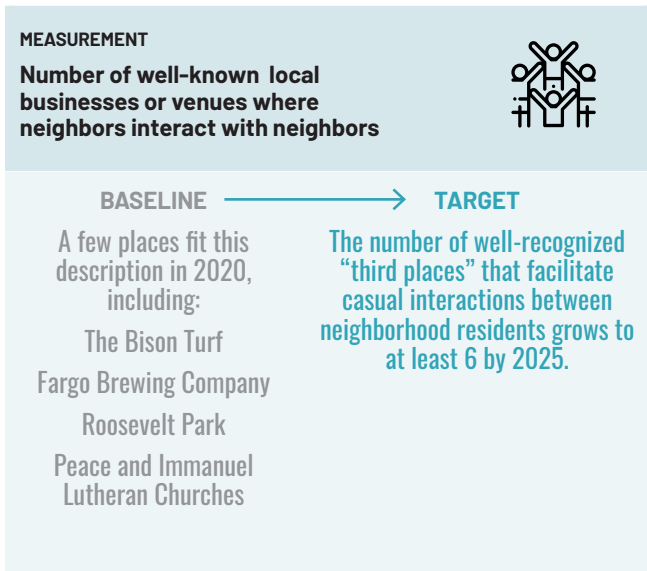 MEASUREMENT
Number of well-known local
businesses or venues where
neighbors interact with neighbors
BASELINE
A few places fit this
description in 2020,
including:
The Bison Turf
Fargo Brewing Company
Roosevelt Park
Peace and Immanuel
Lutheran Churches
TARGET
The number of well-recognized
“third places” that facilitate
casual interactions between
neighborhood residents grows to
at least 6 by 2025.